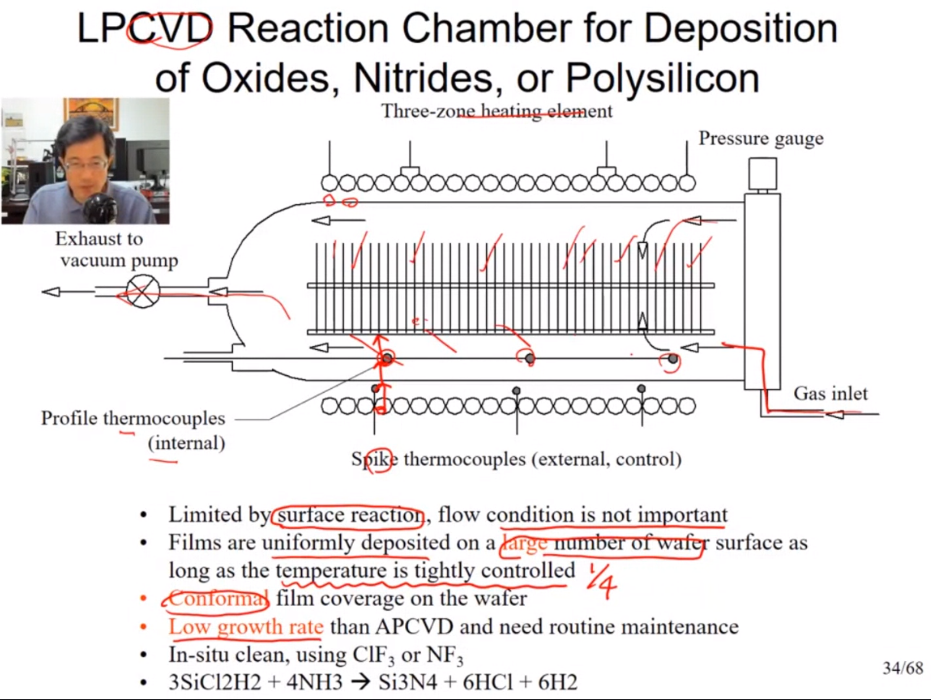 LPCVD Reaction Chamber for Deposition
of Oxides, Nitrides, or Polysilicon
Three-zone heating element
Pressure gauge
Exhaust to
vacuum pump
Gas inlet
Profile thermocouples
(internal)
Spike thermocouples (external, control)
• Limited by surface reaction, flow condition is not important
• Films are uniformly deposited on a large number of wafer surface as
long as the temperature is tightly controlled 1/4
• Conformal film coverage on the wafer
• Low growth rate than APCVD and need routine maintenance
• In-situ clean, using ClF₃ or NF₃
• 3SiCl2H2 + 4NH3 → Si3N4 + 6HCl + 6H2
34/68